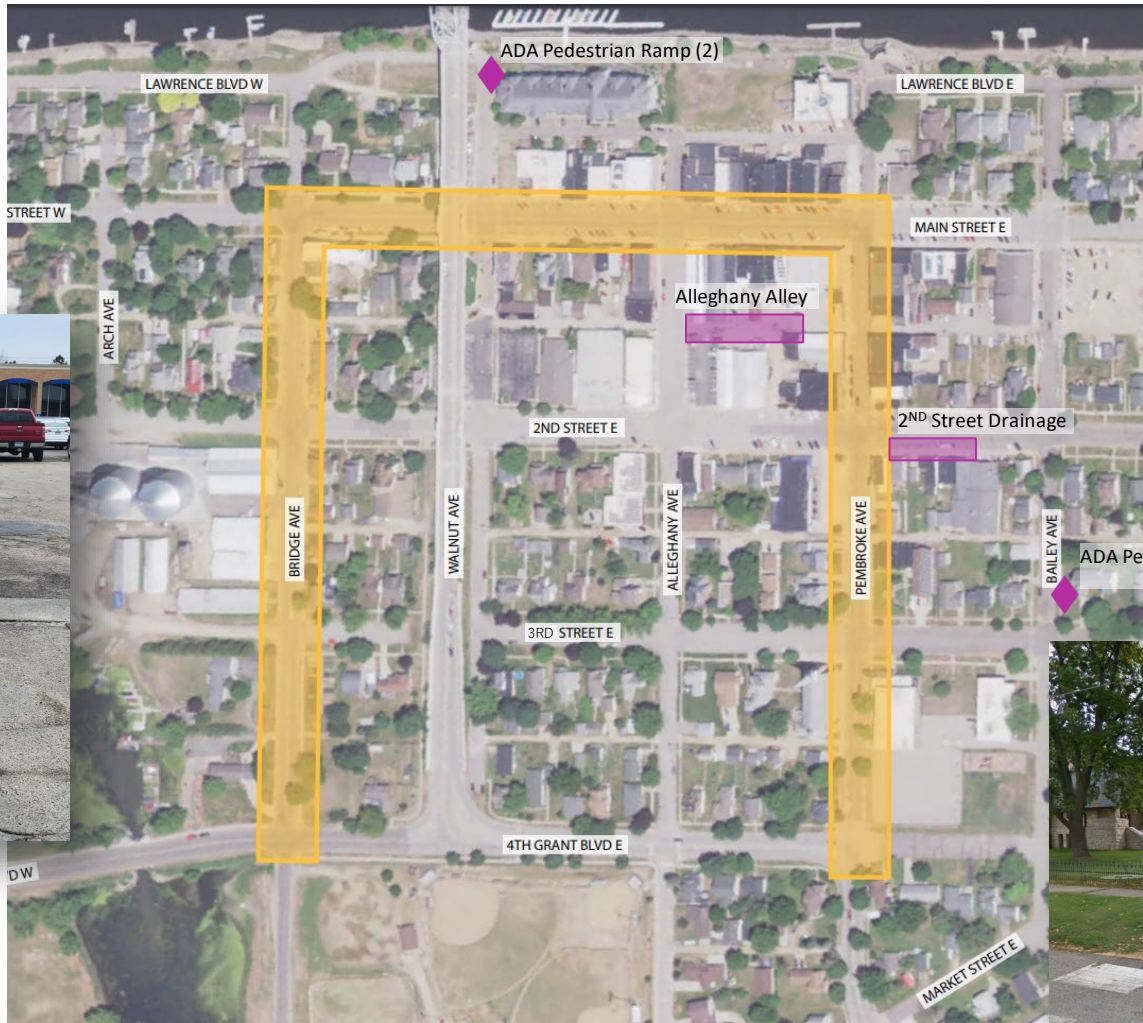 ADA Pedestrian Ramp (2)
LAWRENCE BLVD W
LAWRENCE BLVD E
STREET W
MAIN STREET E
Alleghany Alley
ARCH AVE
2ND STREET E
2ND Street Drainage
BRIDGE AVE
WALNUT AVE
ALLEGHANY AVE
PEMBROKE AVE
BAILEY AVE
ADA Pe
3RD STREET E
4TH GRANT BLVD E
D W
MARKET STREET E